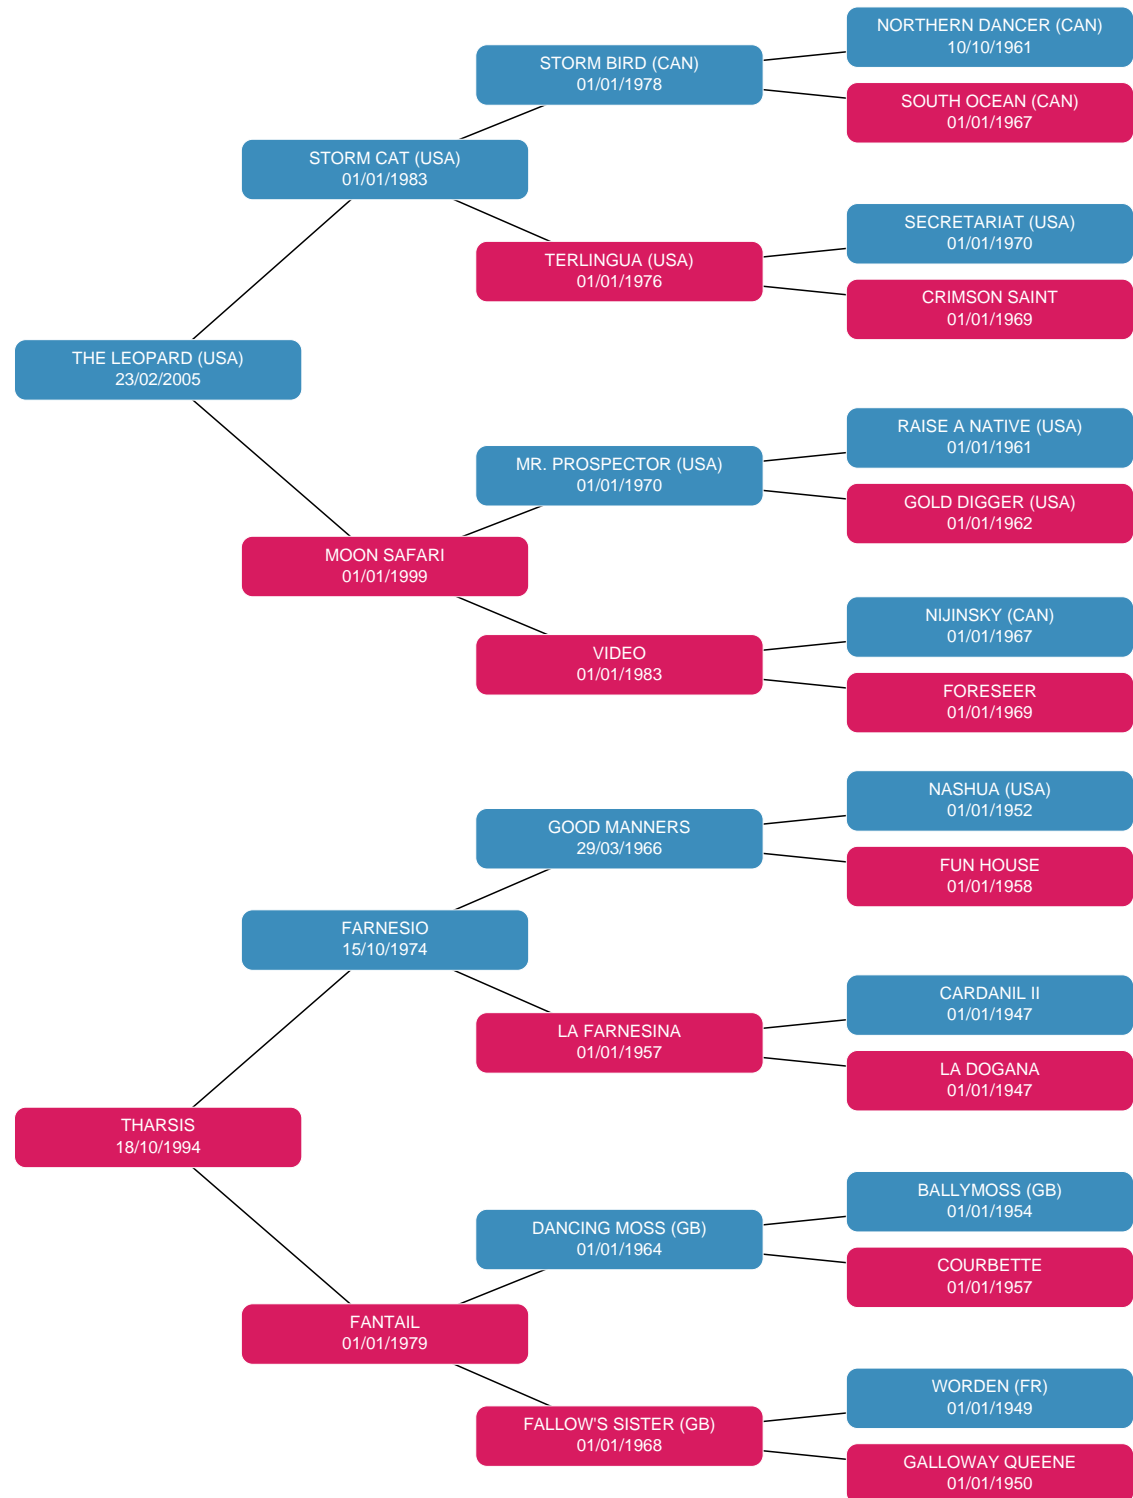 NORTHERN DANCER (CAN)
10/10/1961
STORM BIRD (CAN)
01/01/1978
SOUTH OCEAN (CAN)
01/01/1967
STORM CAT (USA)
01/01/1983
SECRETARIAT (USA)
01/01/1970
TERLINGUA (USA)
01/01/1976
CRIMSON SAINT
01/01/1969
THE LEOPARD (USA)
23/02/2005
RAISE A NATIVE (USA)
01/01/1961
MR. PROSPECTOR (USA)
01/01/1970
GOLD DIGGER (USA)
01/01/1962
MOON SAFARI
01/01/1999
NIJINSKY (CAN)
01/01/1967
VIDEO
01/01/1983
FORESEER
01/01/1969
NASHUA (USA)
01/01/1952
GOOD MANNERS
29/03/1966
FUN HOUSE
01/01/1958
FARNESIO
15/10/1974
CARDANIL II
01/01/1947
LA FARNESINA
01/01/1957
LA DOGANA
01/01/1947
THARSIS
18/10/1994
BALLYMOSS (GB)
01/01/1954
DANCING MOSS (GB)
01/01/1964
COURBETTE
01/01/1957
FANTAIL
01/01/1979
WORDEN (FR)
01/01/1949
FALLOW'S SISTER (GB)
01/01/1968
GALLOWAY QUEENE
01/01/1950